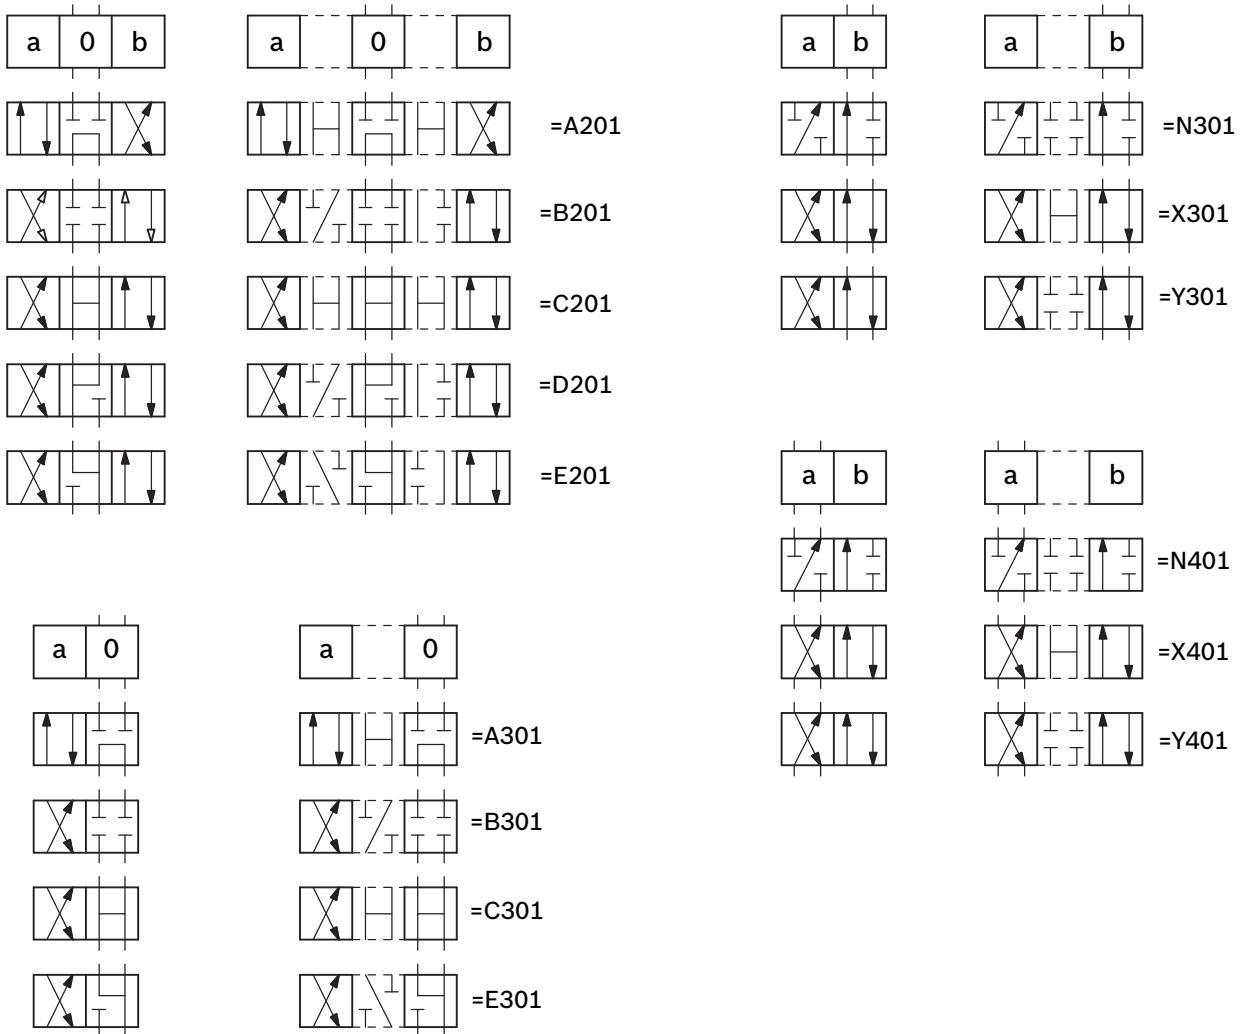 a 0 b a 0 b
=A201
=B201
=C201
=D201
=E201
a b a b
=N301
=X301
=Y301
a 0 a 0
=A301
=B301
=C301
=E301
a b a b
=N401
=X401
=Y401